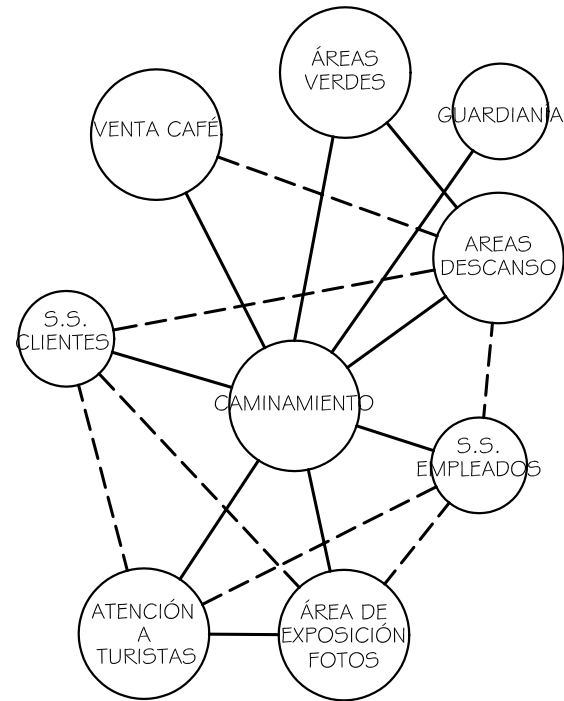 ÁREAS
VERDES
GUARDIANÍA
VENTA CAFÉ
AREAS
DESCANSO
S.S.
CLIENTES
CAMINAMIENTO
S.S.
EMPLEADOS
ATENCIÓN
A
TURISTAS
ÁREA DE
EXPOSICIÓN
FOTOS